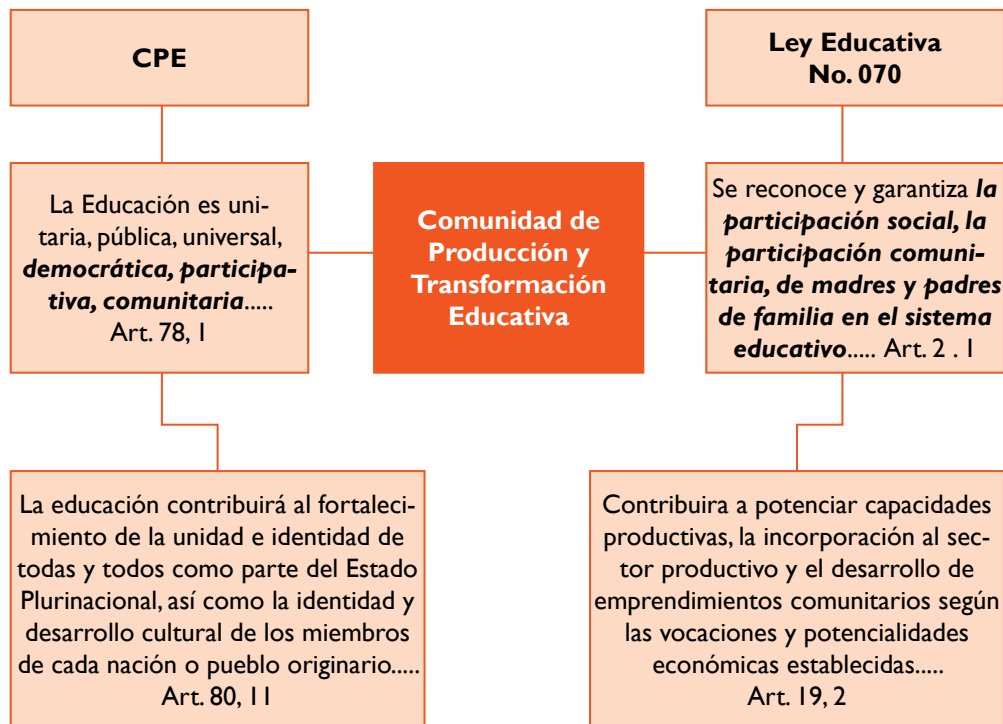 CPE
Ley Educativa
No. 070
La Educación es uni-
taria, pública, universal,
democrática, participa-
tiva, comunitaria.....
Art. 78, 1
Comunidad de
Producción y
Transformación
Educativa
Se reconoce y garantiza la
participación social, la
participación comuni-
taria, de madres y padres
de familia en el sistema
educativo..... Art. 2 . 1
La educación contribuirá al fortaleci-
miento de la unidad e identidad de
todas y todos como parte del Estado
Plurinacional, así como la identidad y
desarrollo cultural de los miembros
de cada nación o pueblo originario.....
Art. 80, 11
Contribuira a potenciar capacidades
productivas, la incorporación al sec-
tor productivo y el desarrollo de
emprendimientos comunitarios según
las vocaciones y potencialidades
económicas establecidas.....
Art. 19, 2